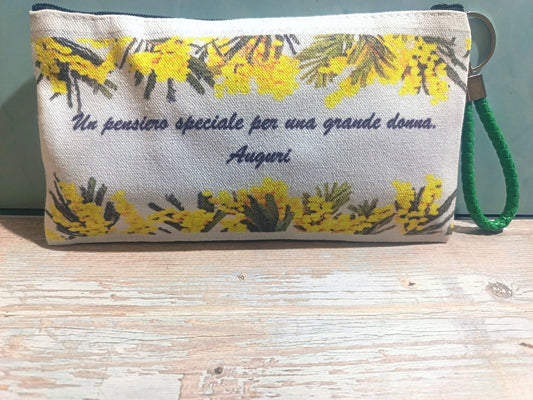 Un pensiero speciale per una grande donna.
Auguri